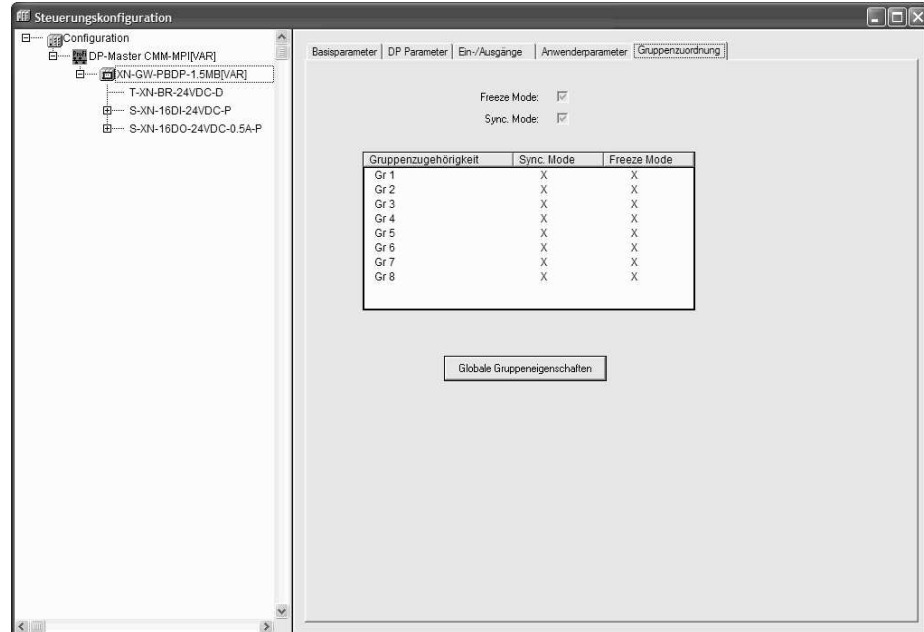 Steuerungskonfiguration
Configuration
DP-Master CMM-MPI[VAR]
XN-GW-PBDP-1.5MB[VAR]
T-XN-BR-24VDC-D
S-XN-16DI-24VDC-P
S-XN-16DO-24VDC-0.5A-P
Basisparameter DP Parameter Ein-/Ausgänge Anwenderparameter Gruppenzuordnung
Freeze Mode:
Sync. Mode:
Gruppenzugehörigkeit Sync. Mode Freeze Mode
Gr 1 X X
Gr 2 X X
Gr 3 X X
Gr 4 X X
Gr 5 X X
Gr 6 X X
Gr 7 X X
Gr 8 X X
Globale Gruppeneigenschaften